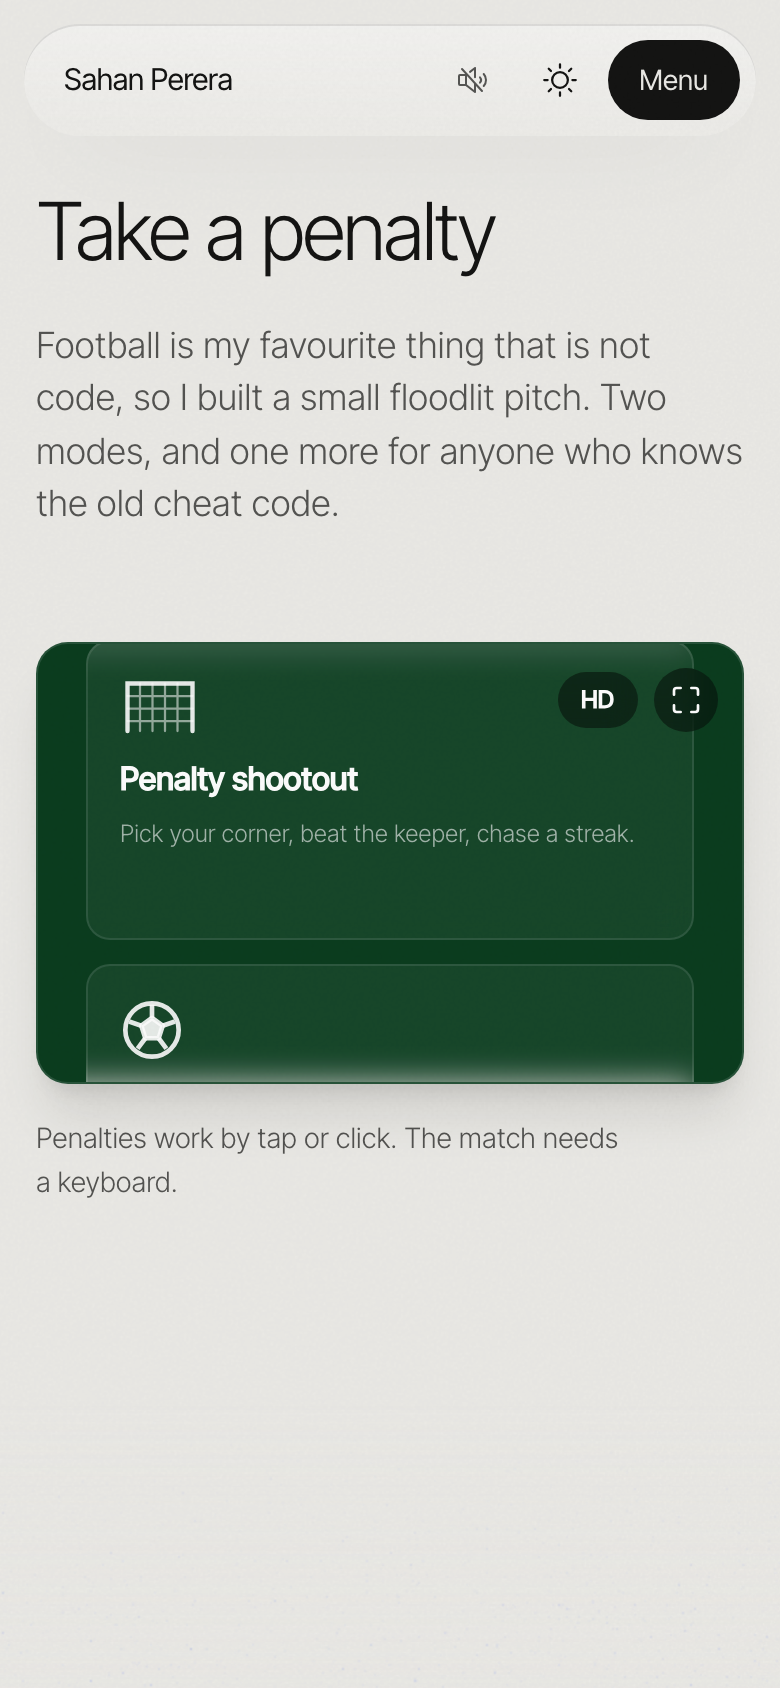 Sahan Perera
Menu
Take a penalty
Football is my favourite thing that is not
code, so I built a small floodlit pitch. Two
modes, and one more for anyone who knows
the old cheat code.
HD
Penalty shootout
Pick your corner, beat the keeper, chase a streak.
Penalties work by tap or click. The match needs
a keyboard.